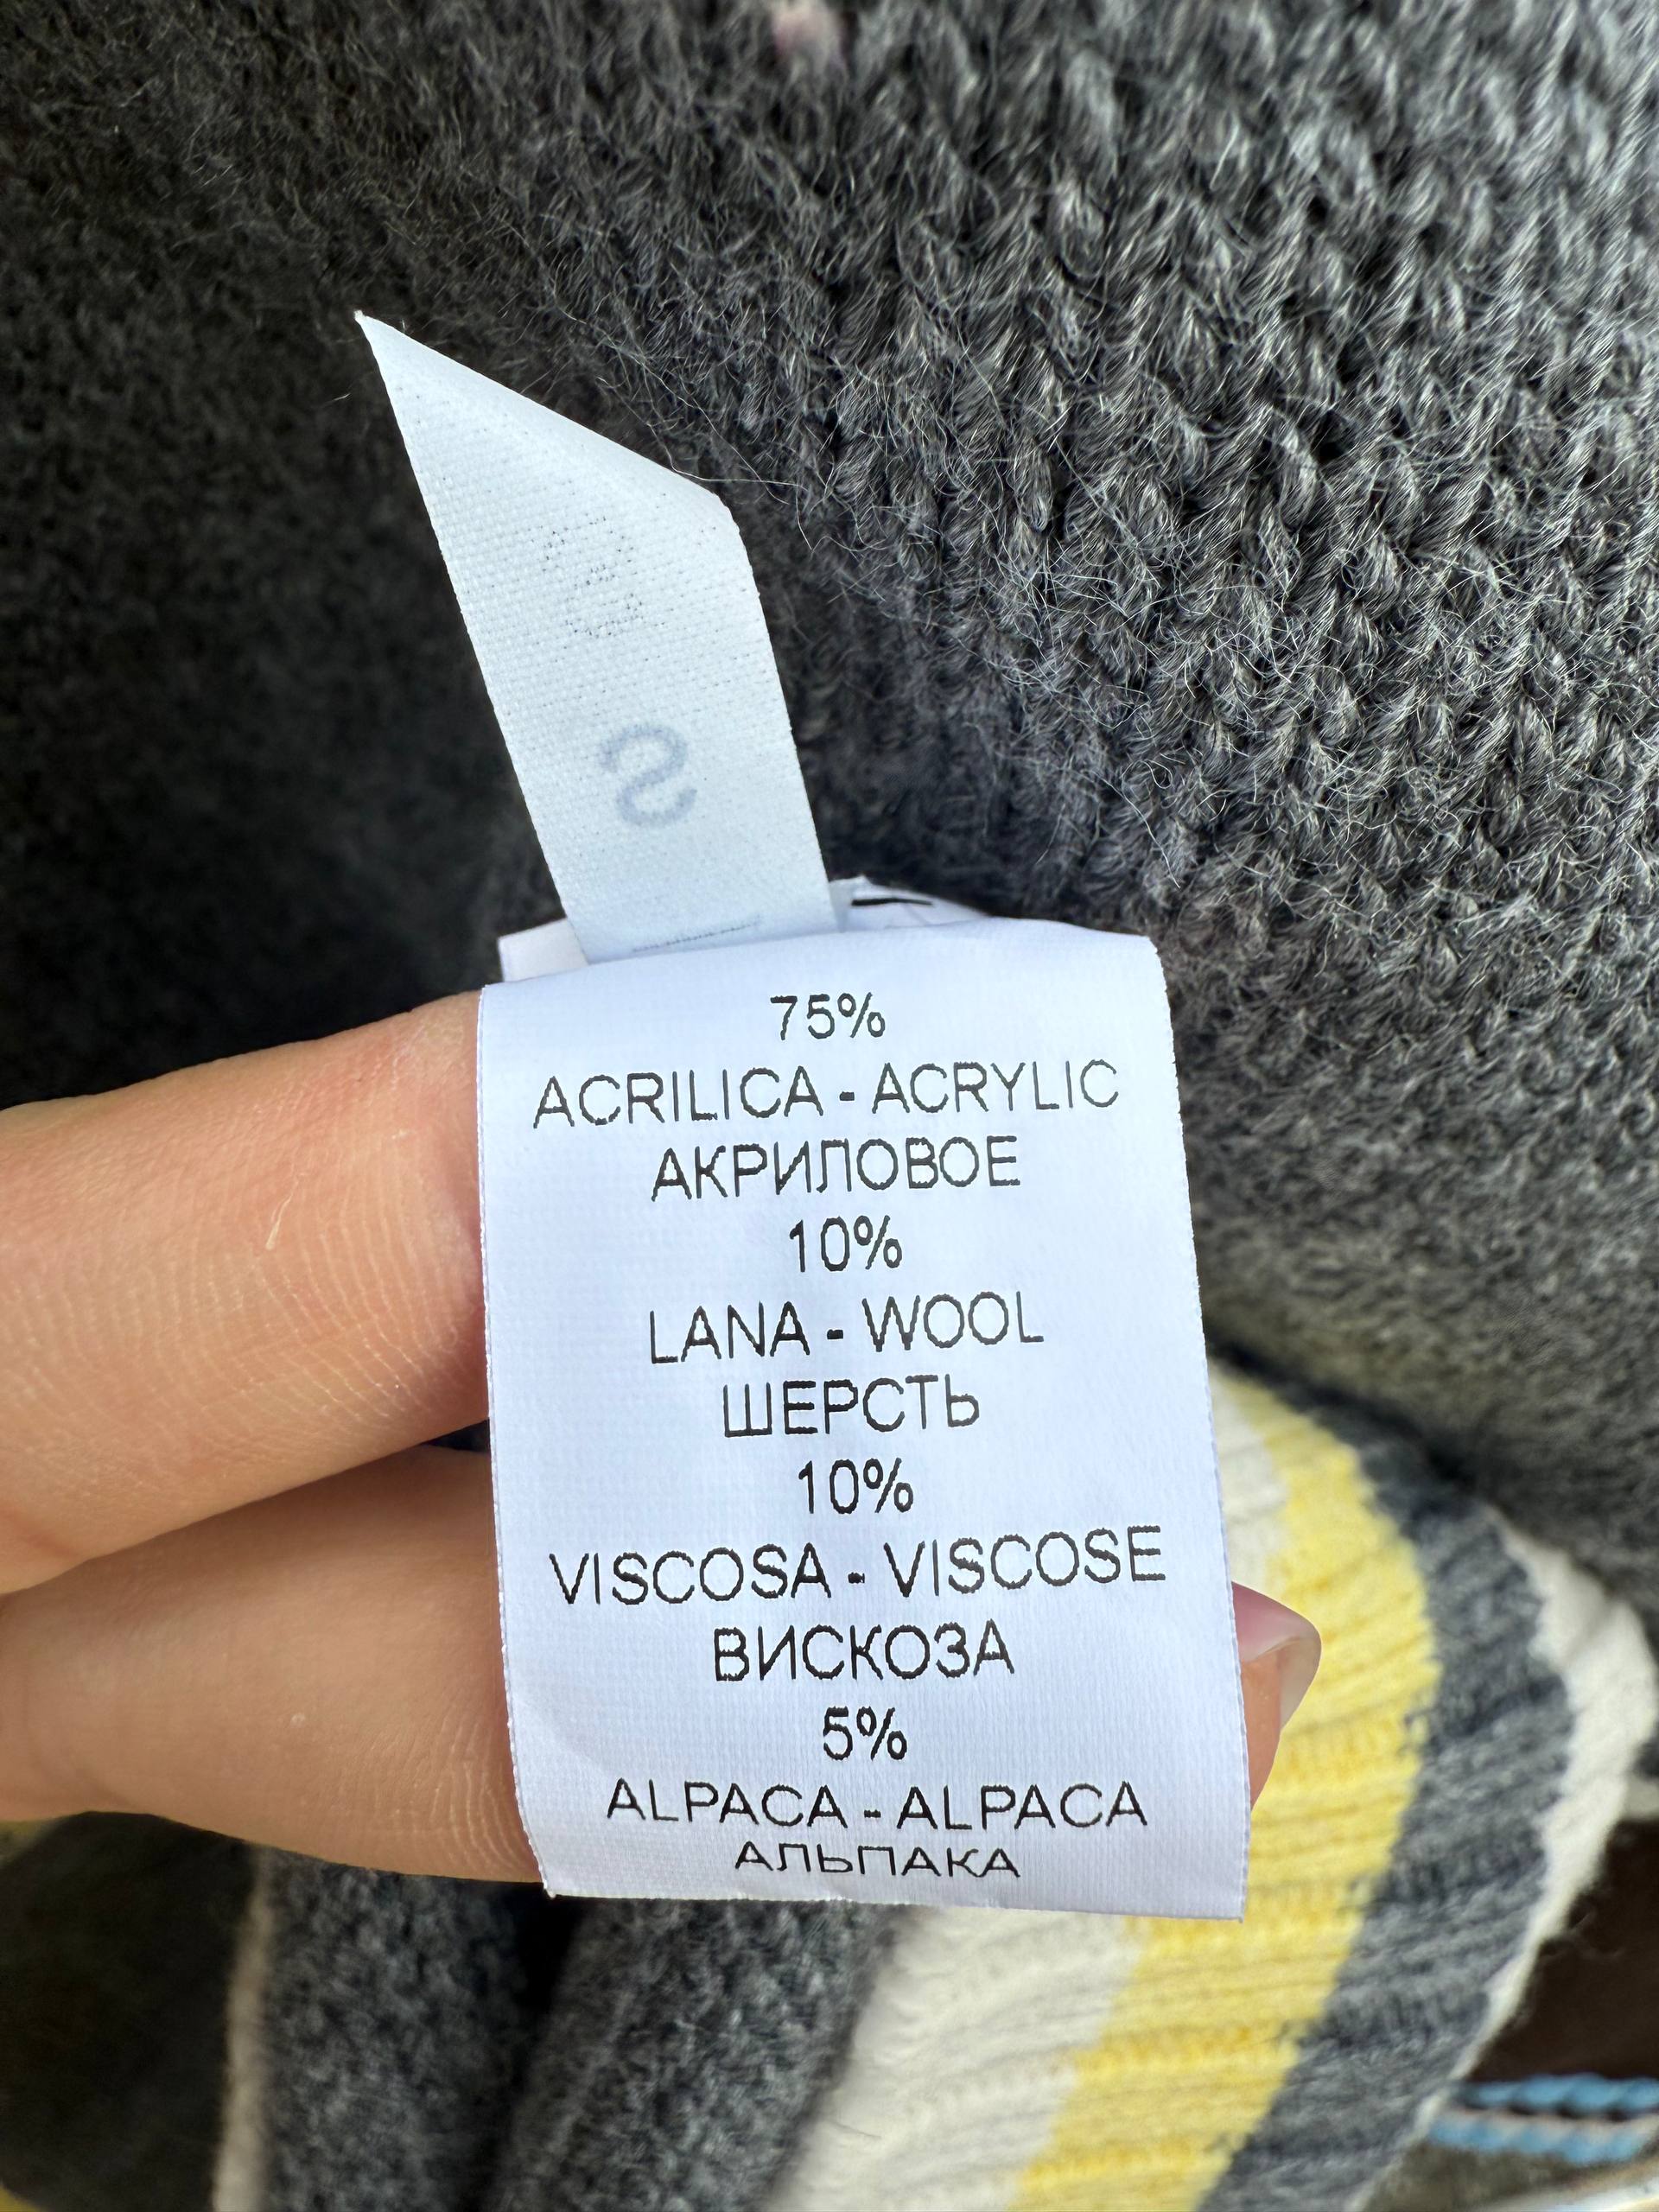 S
75%
ACRILICA - ACRYLIC
АКРИЛОВОЕ
10%
LANA - WOOL
ШЕРСТЬ
10%
VISCOSA - VISCOSE
ВИСКОЗА
5%
ALPACA - ALPACA
АЛЬПАКА